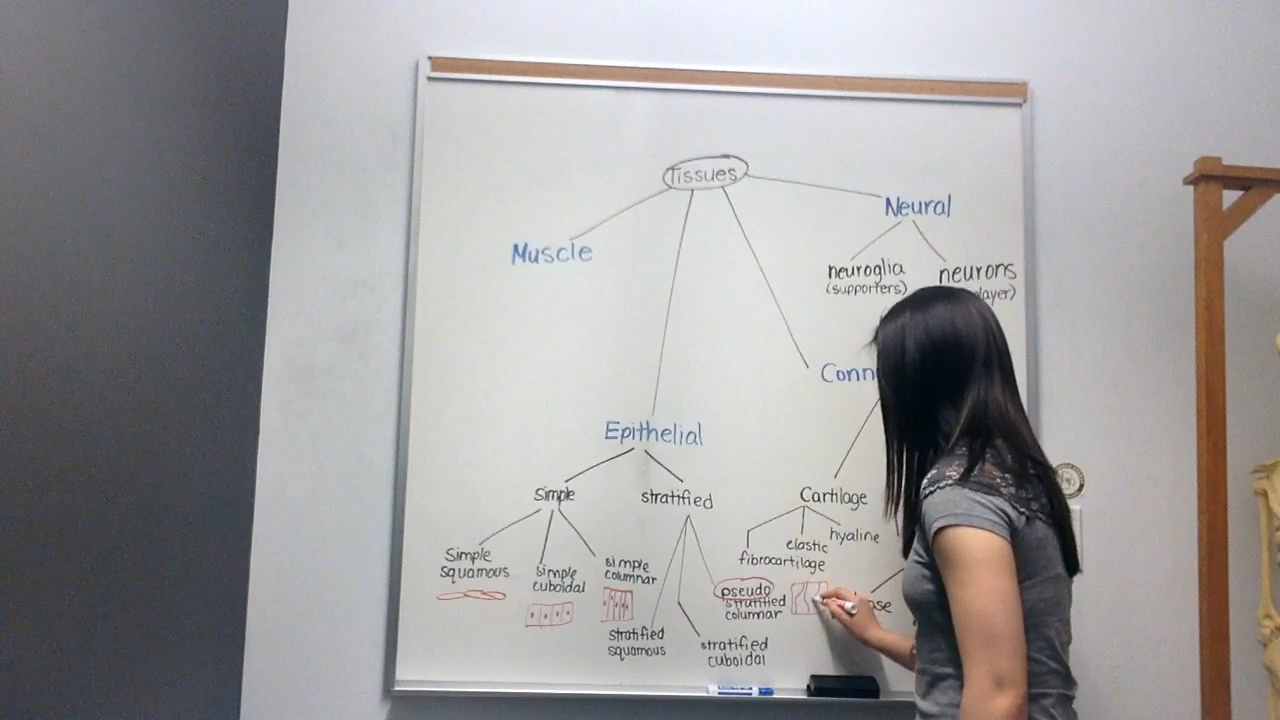 Tissues
Neural
Muscle
neuroglia
(supporters)
neurons
Conn
Epithelial
Simple
stratified
Cartilage
Simple
squamous
simple
cuboidal
simple
columnar
elastic
fibrocartilage
hyaline
pseudo
stratified
columnar
stratified
squamous
stratified
cuboidal